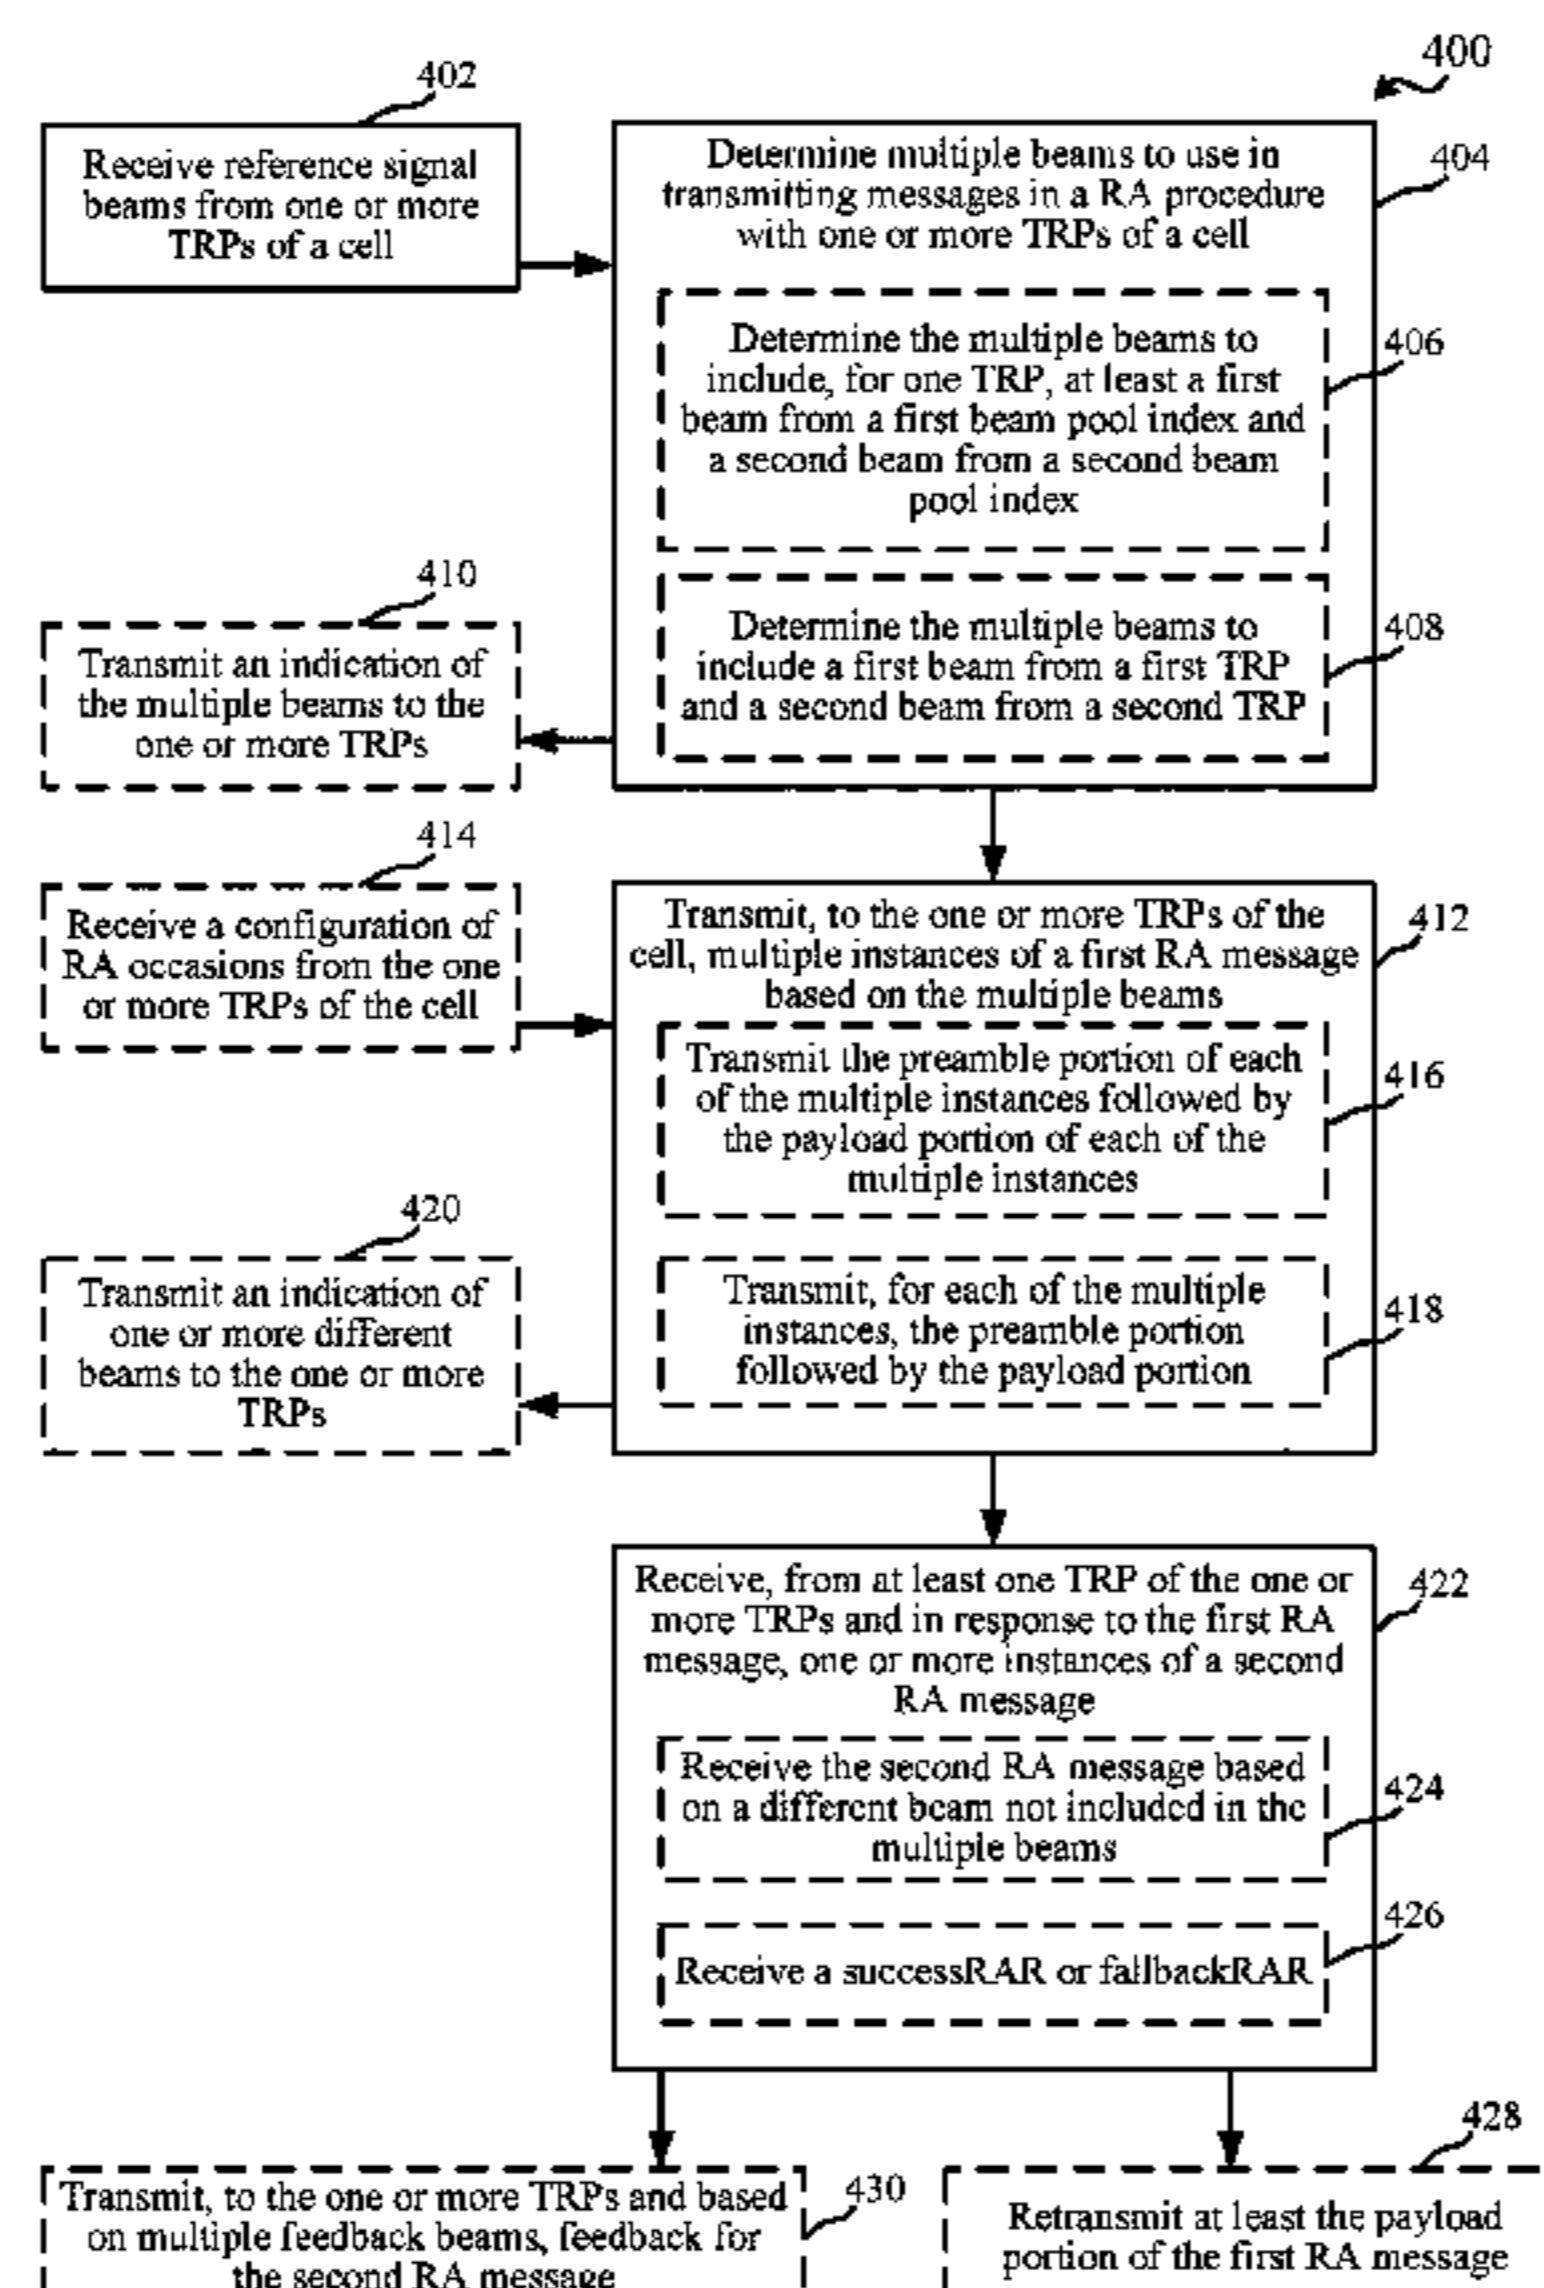 400
402
Receive reference signal
beams from one or more
TRPs of a cell
404
Determine multiple beams to use in
transmitting messages in a RA procedure
with one or more TRPs of a cell
406
Determine the multiple beams to
include, for one TRP, at least a first
beam from a first beam pool index and
a second beam from a second beam
pool index
408
Determine the multiple beams to
include a first beam from a first TRP
and a second beam from a second TRP
410
Transmit an indication of
the multiple beams to the
one or more TRPs
414
Receive a configuration of
RA occasions from the one
or more TRPs of the cell
412
Transmit, to the one or more TRPs of the
cell, multiple instances of a first RA message
based on the multiple beams
416
Transmit the preamble portion of each
of the multiple instances followed by
the payload portion of each of the
multiple instances
418
Transmit, for each of the multiple
instances, the preamble portion
followed by the payload portion
420
Transmit an indication of
one or more different
beams to the one or more
TRPs
422
Receive, from at least one TRP of the one or
more TRPs and in response to the first RA
message, one or more instances of a second
RA message
424
Receive the second RA message based
on a different beam not included in the
multiple beams
426
Receive a successRAR or fallbackRAR
430
Transmit, to the one or more TRPs and based
on multiple feedback beams, feedback for
the second RA message
428
Retransmit at least the payload
portion of the first RA message